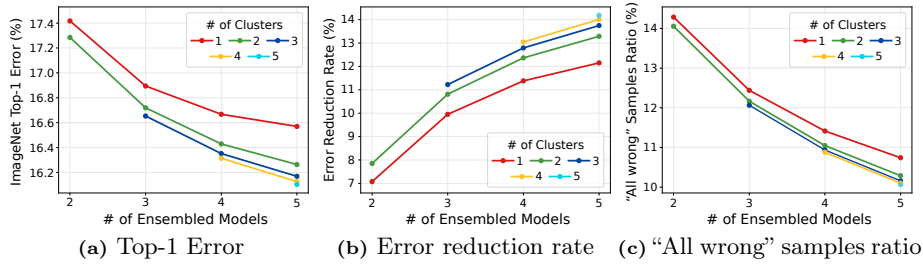 ImageNet Top-1 Error (%)
17.4
17.2
17.0
16.8
16.6
16.4
16.2
# of Clusters
1 2 3
4 5
2 3 4 5
# of Ensembled Models
(a) Top-1 Error
Error Reduction Rate (%)
14
13
12
11
10
9
8
7
# of Clusters
1 2 3
4 5
2 3 4 5
# of Ensembled Models
(b) Error reduction rate
“All wrong” Samples Ratio (%)
14
13
12
11
10
# of Clusters
1 2 3
4 5
2 3 4 5
# of Ensembled Models
(c) “All wrong” samples ratio